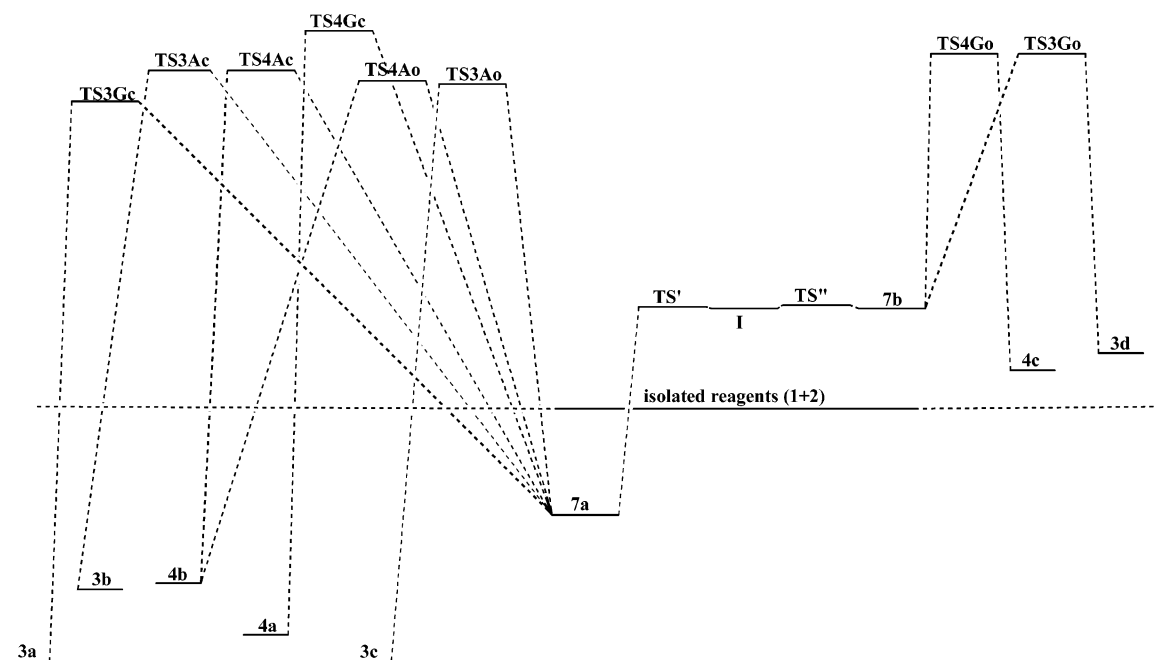 TS4Gc
TS3Ac
TS4Ac
TS4Ao
TS3Ao
TS3Gc
TS4Go
TS3Go
TS'
I
TS"
7b
4c
3d
isolated reagents (1+2)
7a
3b
4b
4a
3a
3c